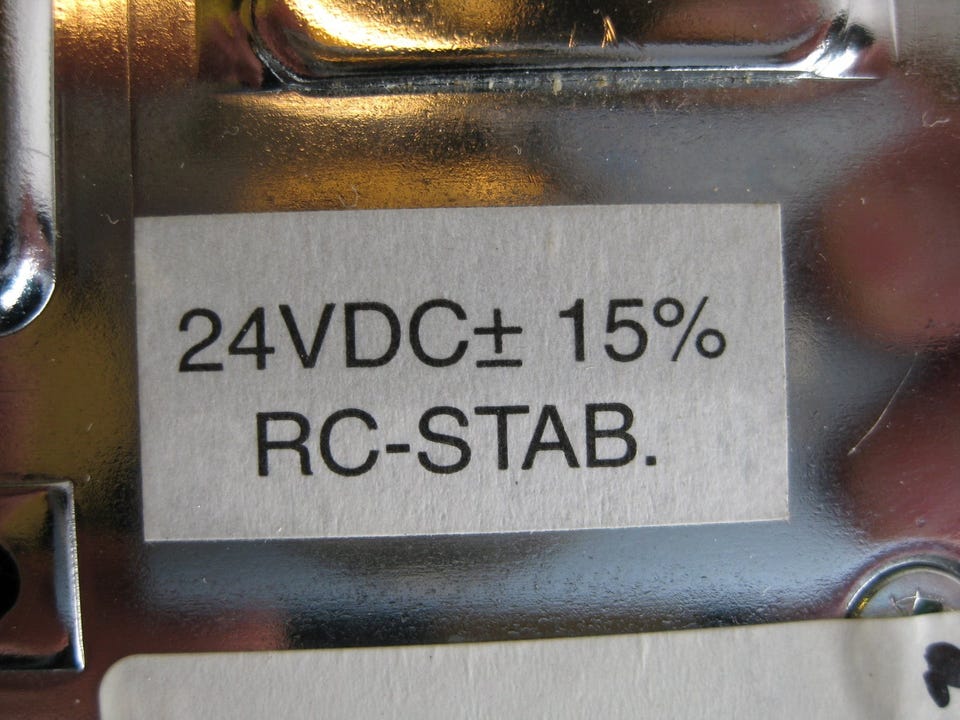 24VDC± 15%
RC-STAB.